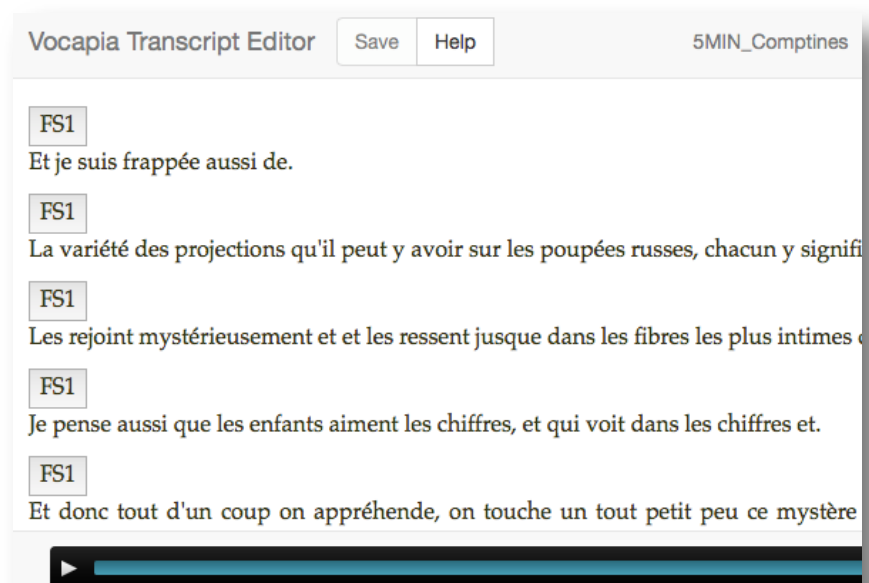 Vocapia Transcript Editor Save Help 5MIN_Comptines
FS1
Et je suis frappée aussi de.
FS1
La variété des projections qu'il peut y avoir sur les poupées russes, chacun y signifi
FS1
Les rejoint mystérieusement et et les ressent jusque dans les fibres les plus intimes
FS1
Je pense aussi que les enfants aiment les chiffres, et qui voit dans les chiffres et.
FS1
Et donc tout d'un coup on appréhende, on touche un tout petit peu ce mystère